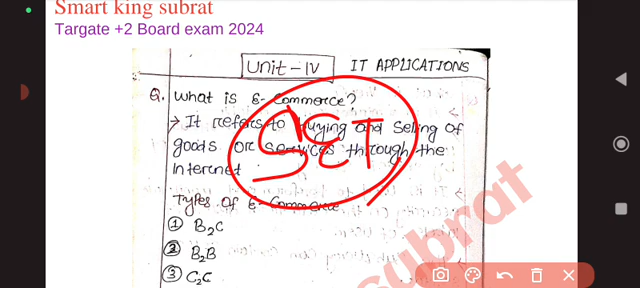 Smart king subrat
Targate +2 Board exam 2024
Unit-IV IT APPLICATIONS
Q. What is E-Commerce?
→ It refers to buying and Selling of
goods or Services through the
Internet
SET
Types of E-Commerce
① B2C
② B2B
③ C2C
subrat